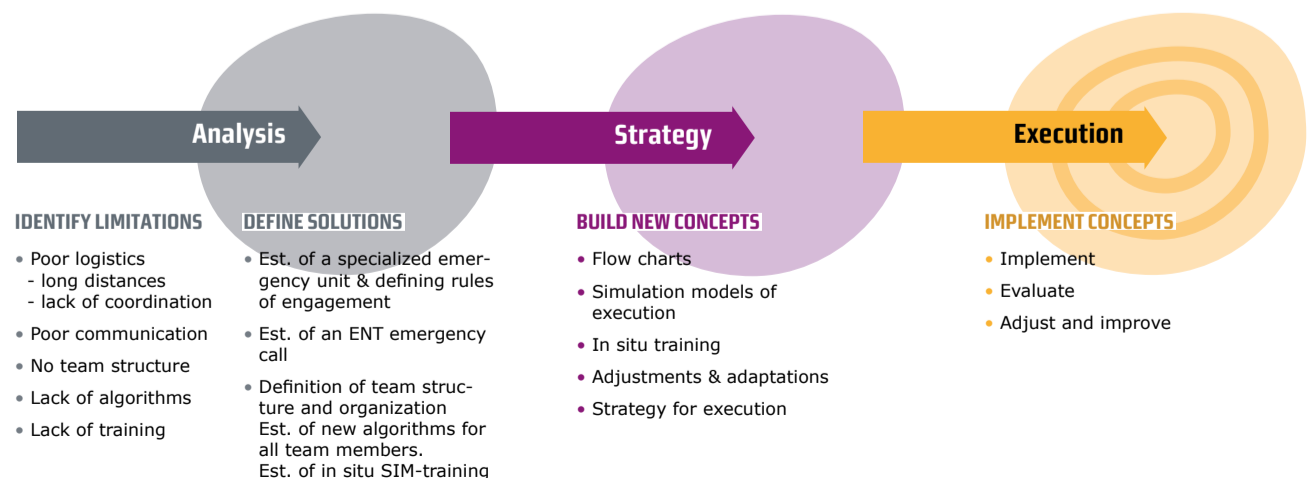 Analysis
Strategy
Execution
IDENTIFY LIMITATIONS
• Poor logistics
- long distances
- lack of coordination
• Poor communication
• No team structure
• Lack of algorithms
• Lack of training
DEFINE SOLUTIONS
• Est. of a specialized emer-
gency unit & defining rules
of engagement
• Est. of an ENT emergency
call
• Definition of team struc-
ture and organization
Est. of new algorithms for
all team members.
Est. of in situ SIM-training
BUILD NEW CONCEPTS
• Flow charts
• Simulation models of
execution
• In situ training
• Adjustments & adaptations
• Strategy for execution
IMPLEMENT CONCEPTS
• Implement
• Evaluate
• Adjust and improve